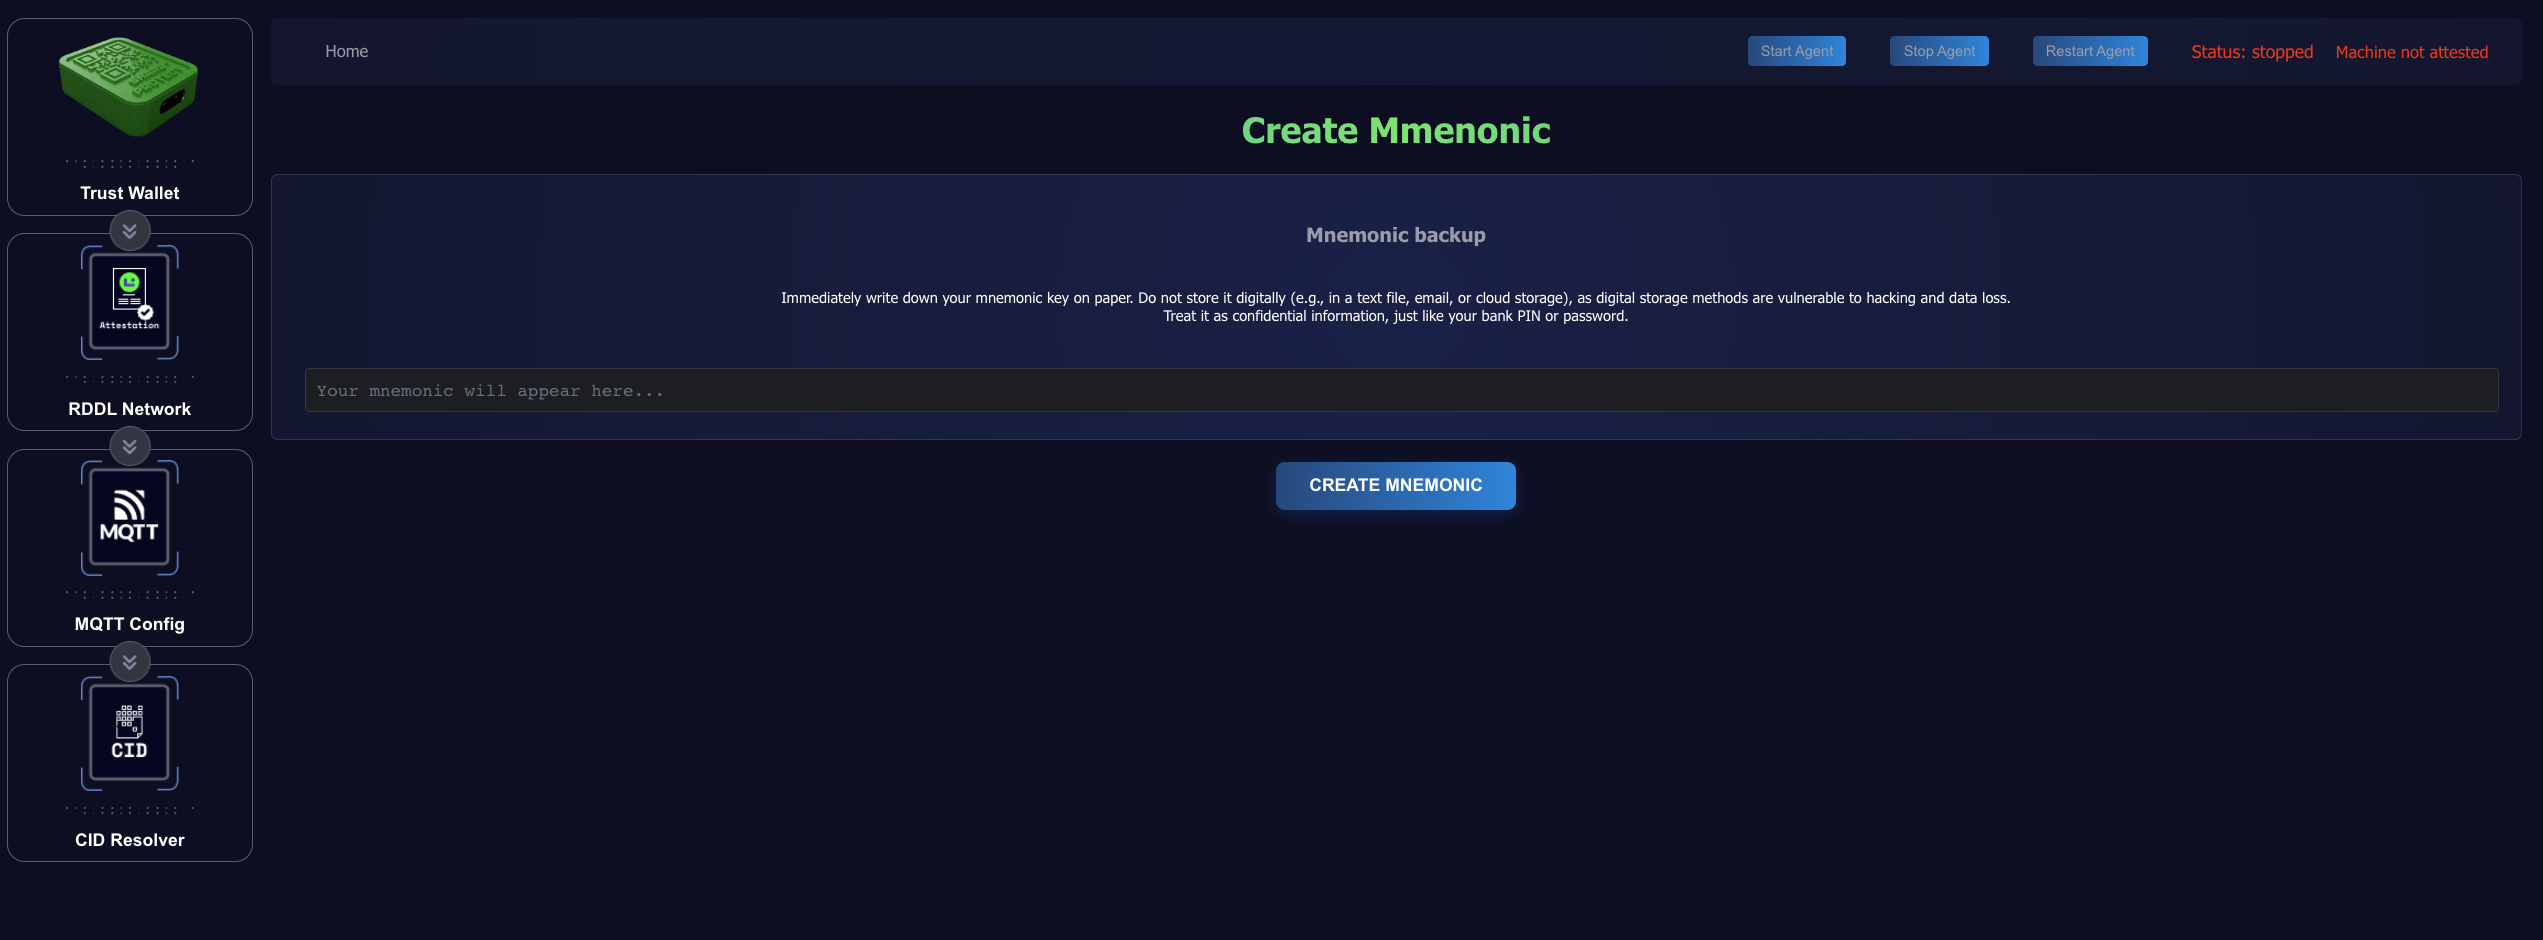 Trust Wallet
Attestation
RDDL Network
MQTT
MQTT Config
CID
CID Resolver
Home
Start Agent
Stop Agent
Restart Agent
Status: stopped
Machine not attested
Create Mmenonic
Mnemonic backup
Immediately write down your mnemonic key on paper. Do not store it digitally (e.g., in a text file, email, or cloud storage), as digital storage methods are vulnerable to hacking and data loss.
Treat it as confidential information, just like your bank PIN or password.
Your mnemonic will appear here...
CREATE MNEMONIC